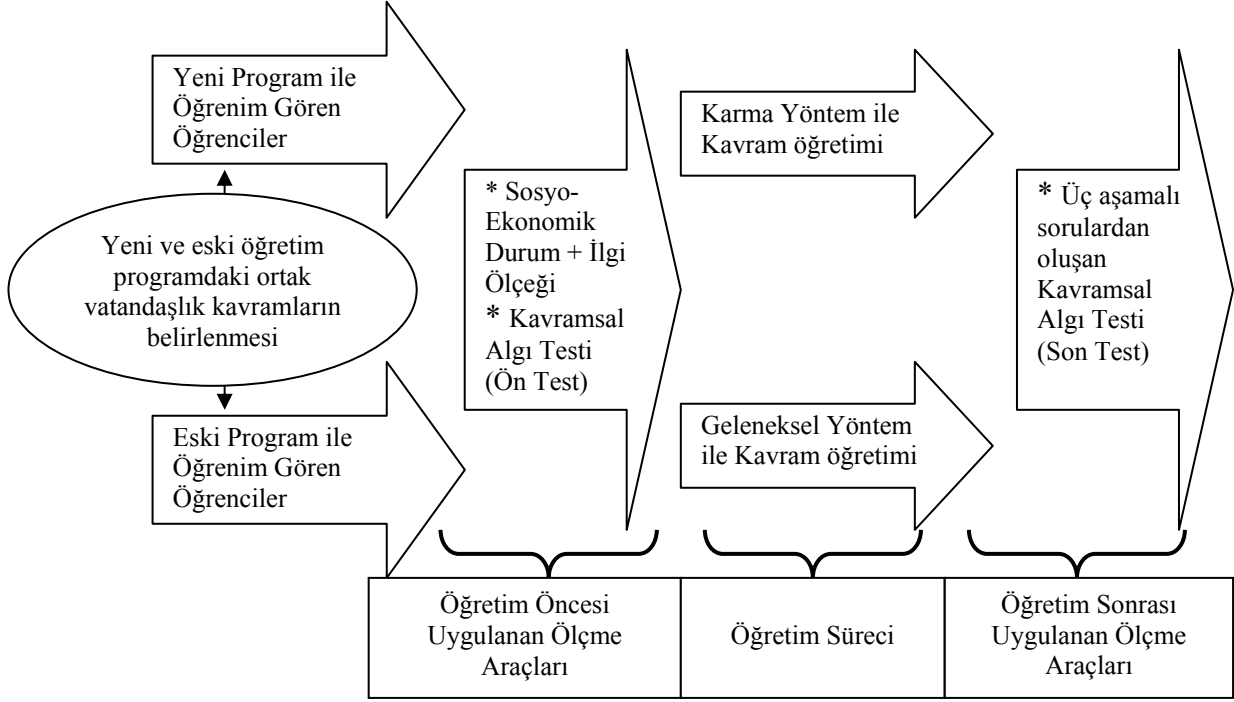 Yeni Program ile
Öğrenim Gören
Öğrenciler
Yeni ve eski öğretim
programdaki ortak
vatandaşlık kavramların
belirlenmesi
Eski Program ile
Öğrenim Gören
Öğrenciler
* Sosyo-
Ekonomik
Durum + İlgi
Ölçeği
* Kavramsal
Algı Testi
(Ön Test)
Karma Yöntem ile
Kavram öğretimi
Geleneksel Yöntem
ile Kavram öğretimi
* Üç aşamalı
sorulardan
oluşan
Kavramsal
Algı Testi
(Son Test)
Öğretim Öncesi
Uygulanan Ölçme
Araçları
Öğretim Süreci
Öğretim Sonrası
Uygulanan Ölçme
Araçları